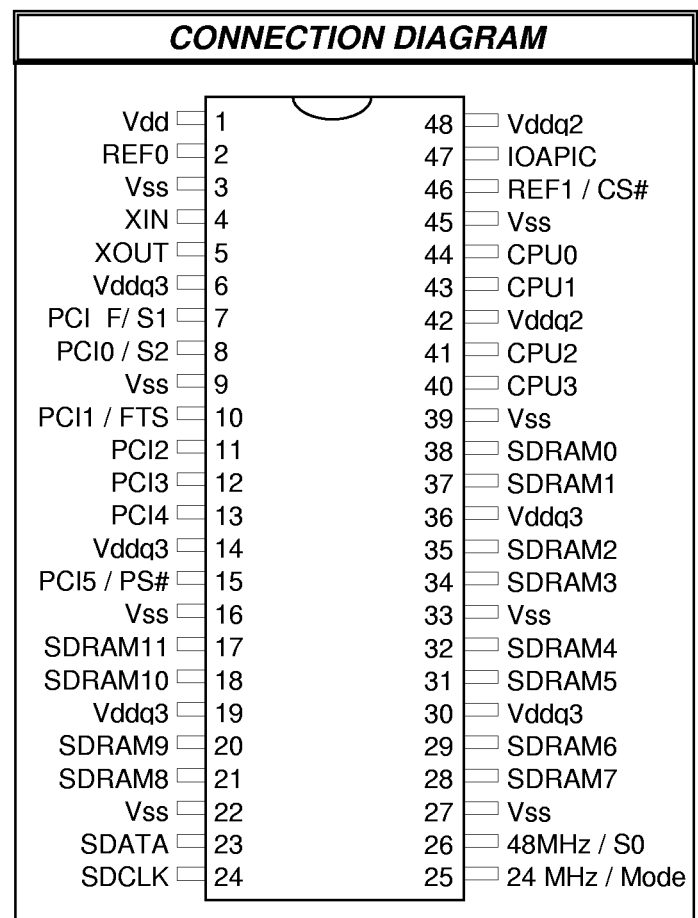 CONNECTION DIAGRAM
Vdd 1 48 Vddq2
REF0 2 47 IOAPIC
Vss 3 46 REF1 / CS#
XIN 4 45 Vss
XOUT 5 44 CPU0
Vddq3 6 43 CPU1
PCI F/ S1 7 42 Vddq2
PCI0 / S2 8 41 CPU2
Vss 9 40 CPU3
PCI1 / FTS 10 39 Vss
PCI2 11 38 SDRAM0
PCI3 12 37 SDRAM1
PCI4 13 36 Vddq3
Vddq3 14 35 SDRAM2
PCI5 / PS# 15 34 SDRAM3
Vss 16 33 Vss
SDRAM11 17 32 SDRAM4
SDRAM10 18 31 SDRAM5
Vddq3 19 30 Vddq3
SDRAM9 20 29 SDRAM6
SDRAM8 21 28 SDRAM7
Vss 22 27 Vss
SDATA 23 26 48MHz / S0
SDCLK 24 25 24 MHz / Mode